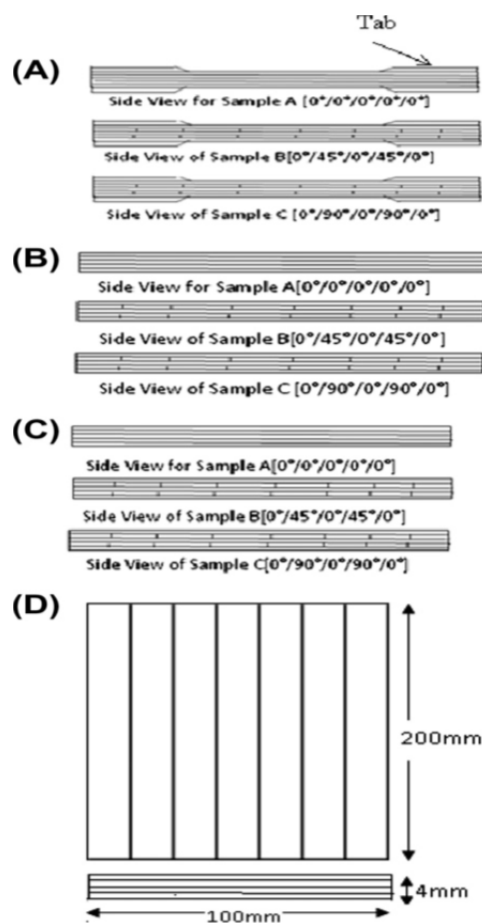 Tab
(A)
Side View for Sample A [0°/0°/0°/0°/0°]
Side View of Sample B[0°/45°/0°/45°/0°]
Side View of Sample C [0°/90°/0°/90°/0°]
(B)
Side View for Sample A[0°/0°/0°/0°/0°]
Side View of Sample B[0°/45°/0°/45°/0°]
Side View of Sample C [0°/90°/0°/90°/0°]
(C)
Side View for Sample A[0°/0°/0°/0°/0°]
Side View of Sample B[0°/45°/0°/45°/0°]
Side View of Sample C[0°/90°/0°/90°/0°]
(D)
200mm
4mm
100mm